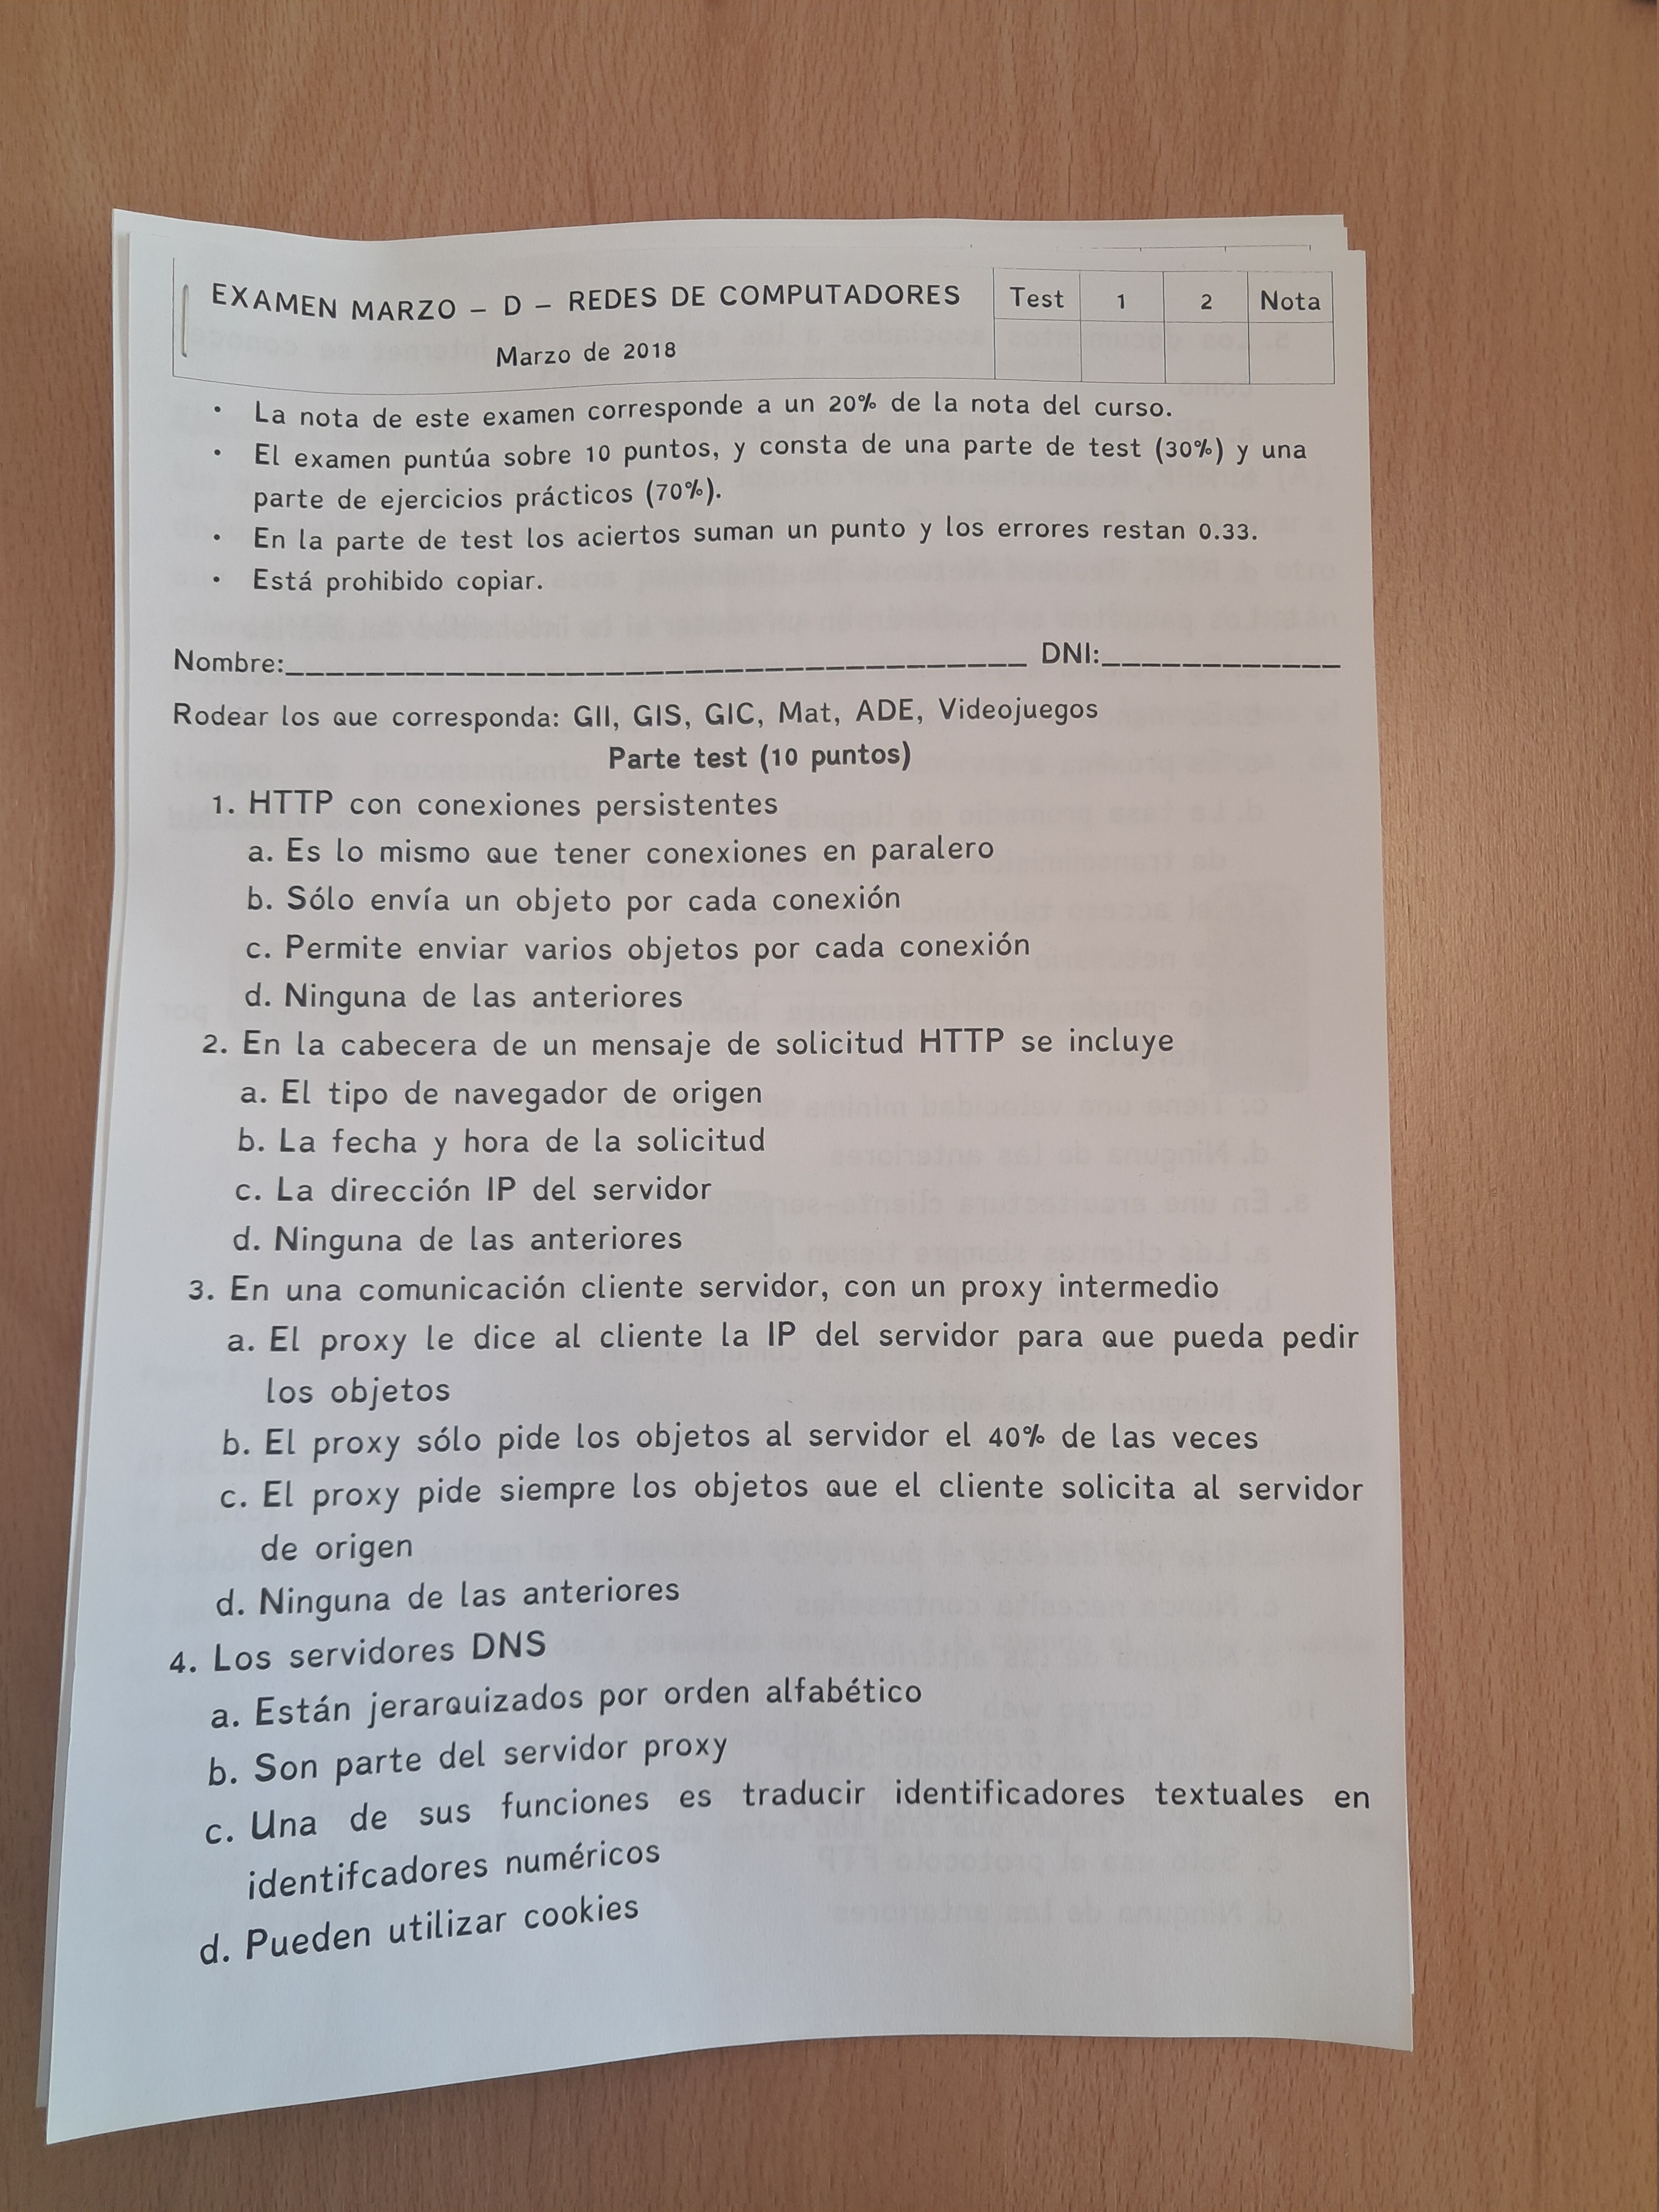 EXAMEN MARZO – D – REDES DE COMPUTADORES
Marzo de 2018
Test 1 2 Nota
• La nota de este examen corresponde a un 20% de la nota del curso.
• El examen puntúa sobre 10 puntos, y consta de una parte de test (30%) y una
parte de ejercicios prácticos (70%).
• En la parte de test los aciertos suman un punto y los errores restan 0.33.
• Está prohibido copiar.
Nombre:_____________________________________ DNI:____________
Rodear los que corresponda: GII, GIS, GIC, Mat, ADE, Videojuegos
Parte test (10 puntos)
1. HTTP con conexiones persistentes
a. Es lo mismo que tener conexiones en paralero
b. Sólo envía un objeto por cada conexión
c. Permite enviar varios objetos por cada conexión
d. Ninguna de las anteriores
2. En la cabecera de un mensaje de solicitud HTTP se incluye
a. El tipo de navegador de origen
b. La fecha y hora de la solicitud
c. La dirección IP del servidor
d. Ninguna de las anteriores
3. En una comunicación cliente servidor, con un proxy intermedio
a. El proxy le dice al cliente la IP del servidor para que pueda pedir
los objetos
b. El proxy sólo pide los objetos al servidor el 40% de las veces
c. El proxy pide siempre los objetos que el cliente solicita al servidor
de origen
d. Ninguna de las anteriores
4. Los servidores DNS
a. Están jerarquizados por orden alfabético
b. Son parte del servidor proxy
c. Una de sus funciones es traducir identificadores textuales en
identifcadores numéricos
d. Pueden utilizar cookies